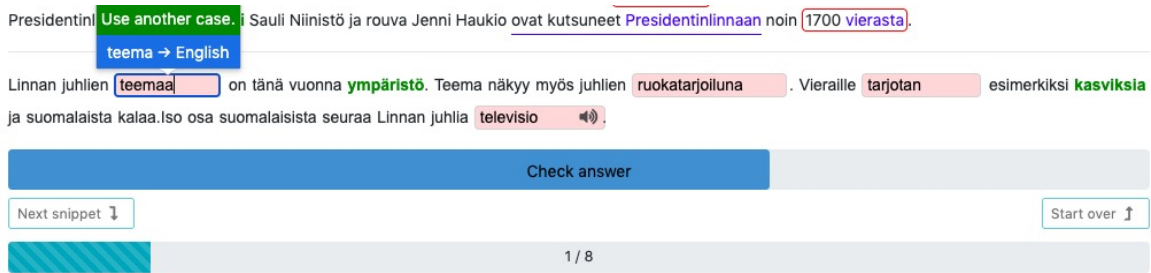 Presidentinl Use another case. i Sauli Niinistö ja rouva Jenni Haukio ovat kutsuneet Presidentinlinnaan noin 1700 vierasta.
teema → English
Linnan juhlien teemaa on tänä vuonna ympäristö. Teema näkyy myös juhlien ruokatarjoiluna . Vieraille tarjotan esimerkiksi kasviksia
ja suomalaista kalaa.Iso osa suomalaisista seuraa Linnan juhlia televisio .
Check answer
Next snippet Start over
1 / 8